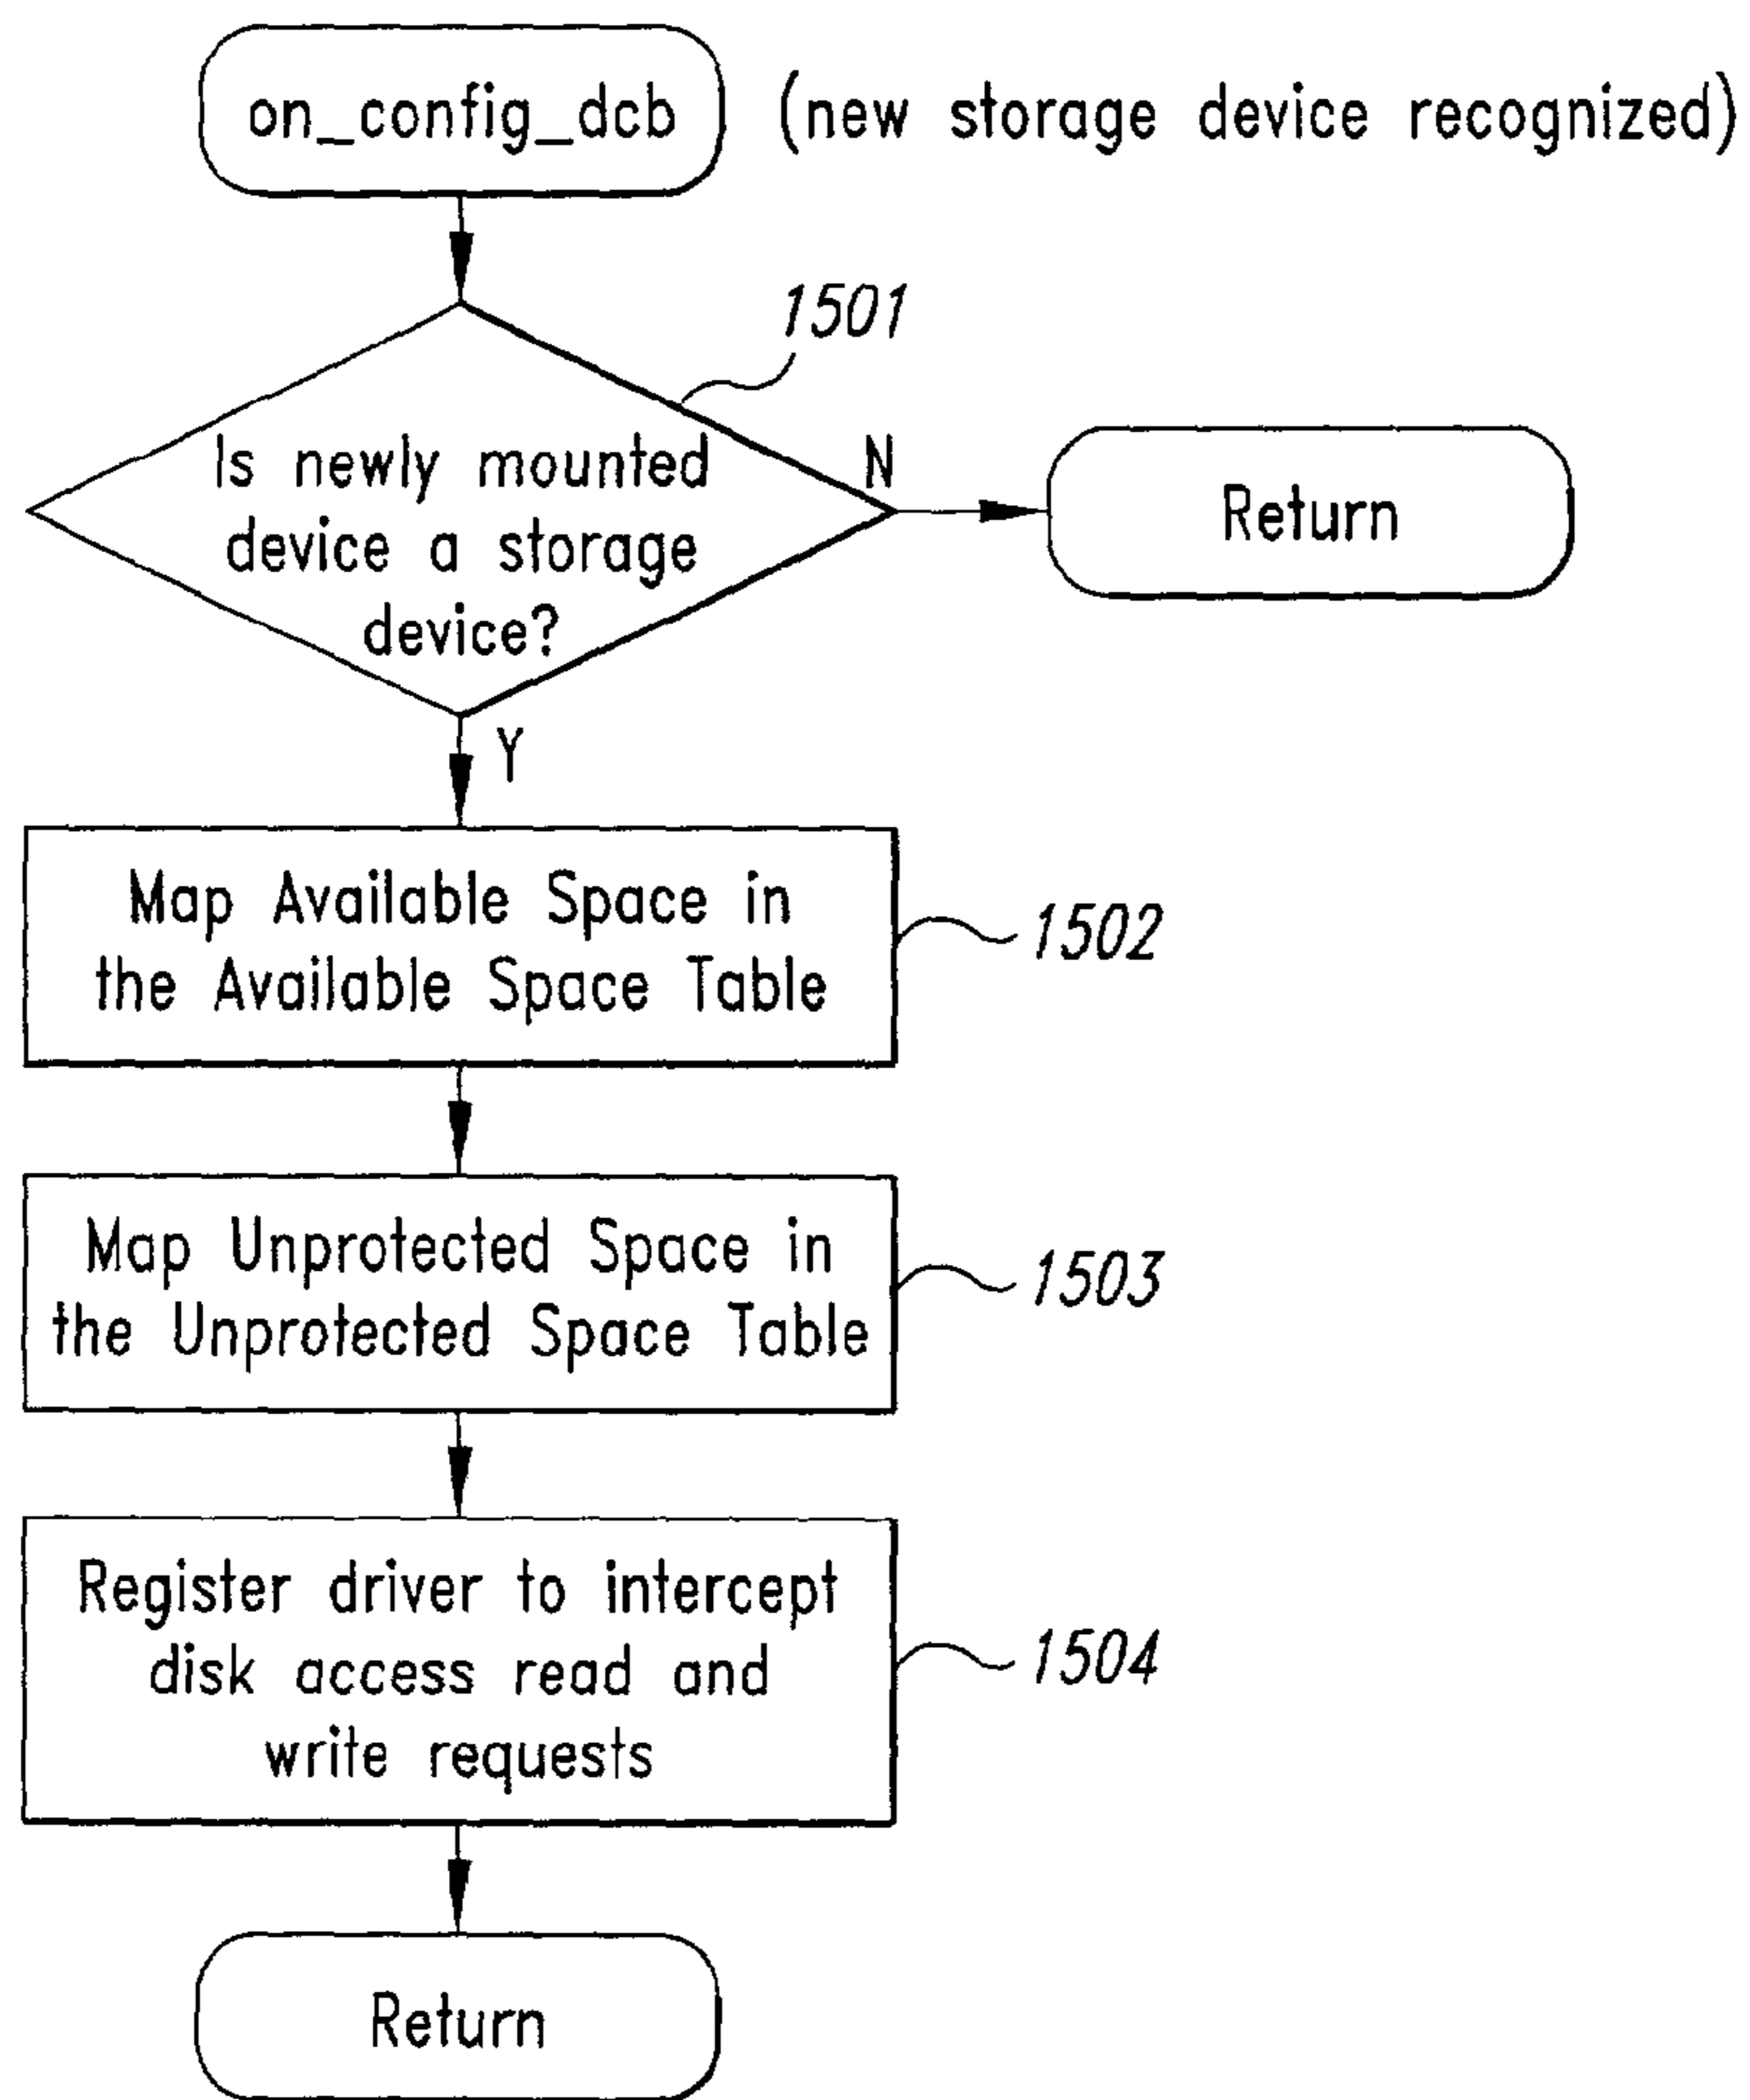 on_config_dcb (new storage device recognized)
1501
Is newly mounted
N
device a storage
Return
device?
Y
Map Available Space in
the Available Space Table
1502
Map Unprotected Space in
the Unprotected Space Table
1503
Register driver to intercept
disk access read and
write requests
1504
Return